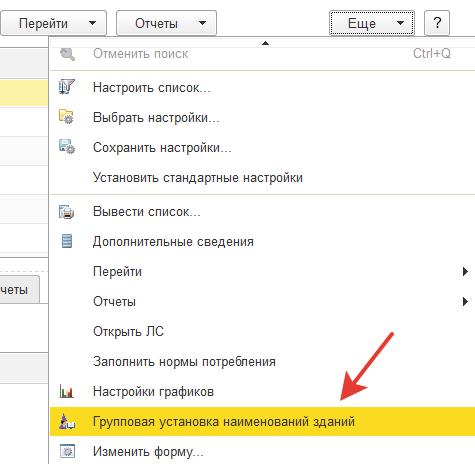 Перейти Отчеты Еще ?
Отменить поиск Ctrl+Q
Настроить список...
Выбрать настройки...
Сохранить настройки...
Установить стандартные настройки
Вывести список...
Дополнительные сведения
Перейти
четы Отчеты
Открыть ЛС
Заполнить нормы потребления
Настройки графиков
Групповая установка наименований зданий
Изменить форму...